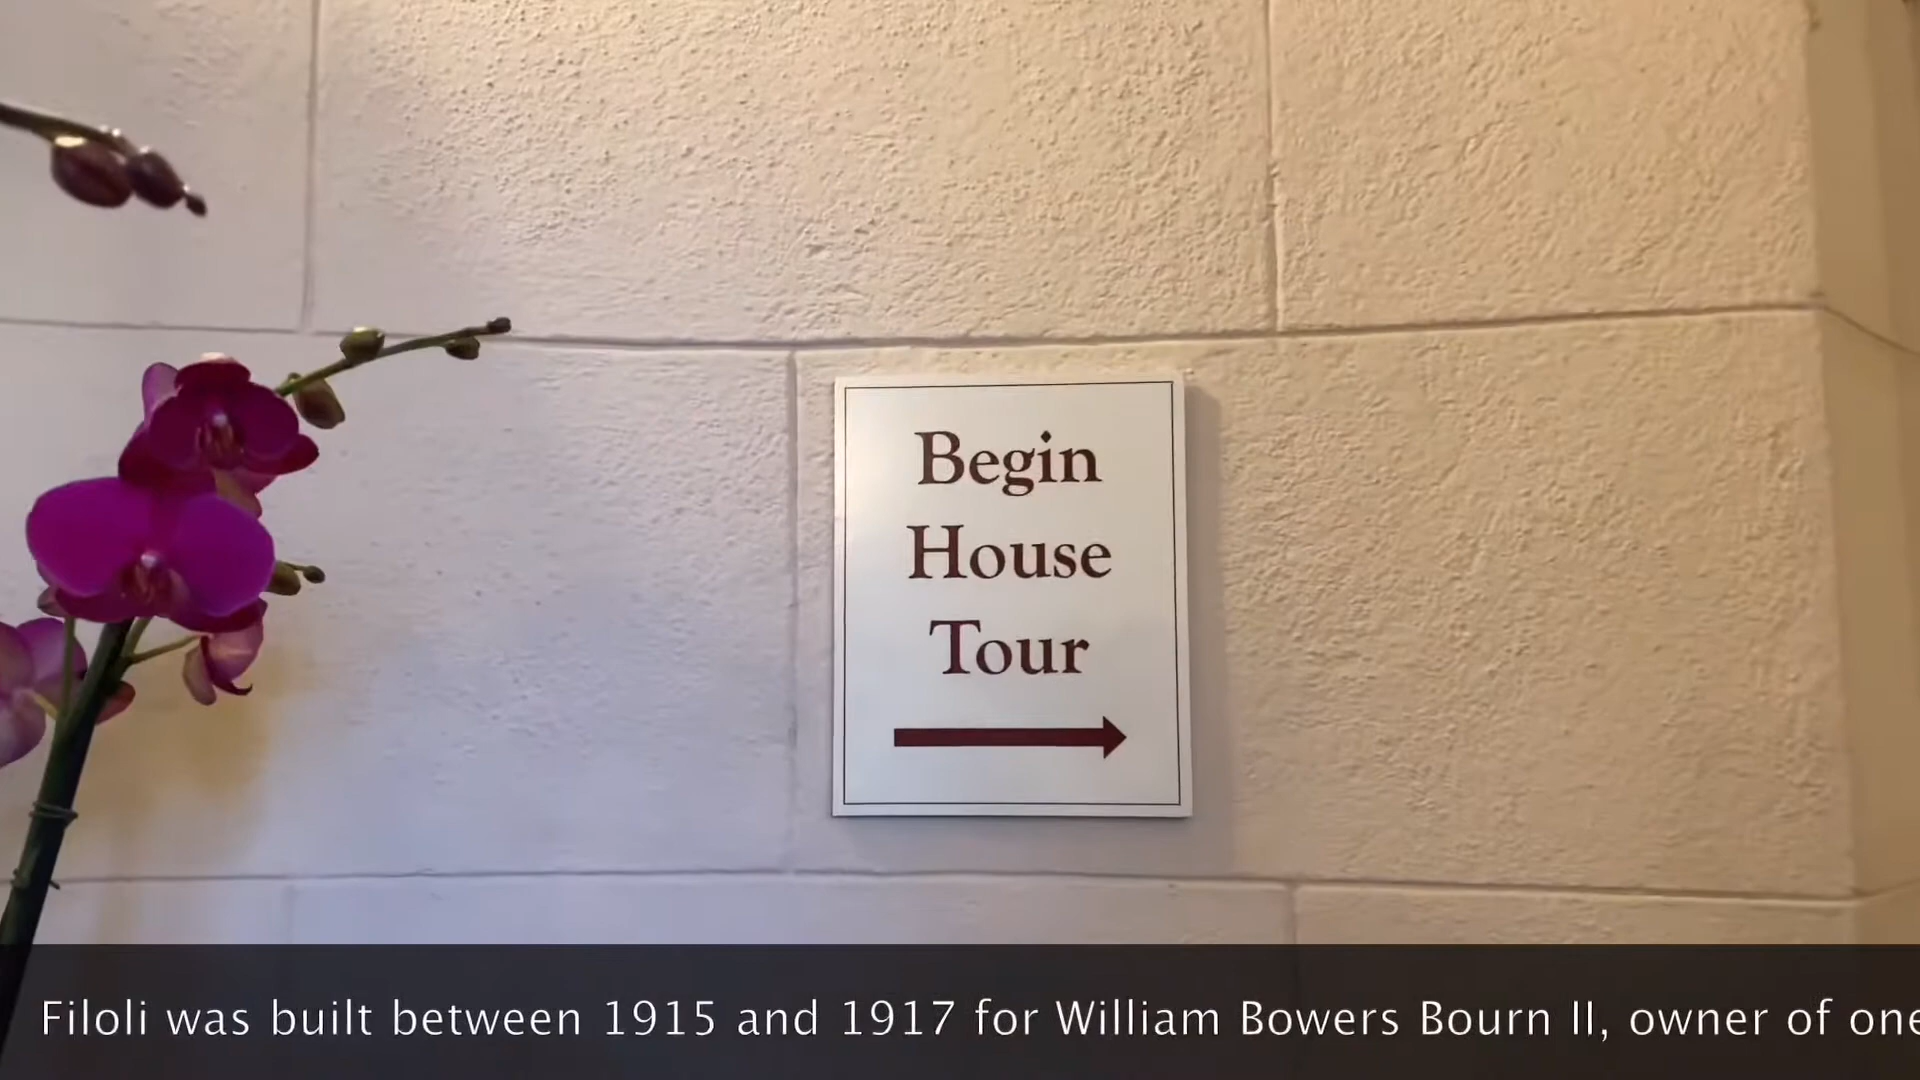 Begin
House
Tour
Filoli was built between 1915 and 1917 for William Bowers Bourn II, owner of one